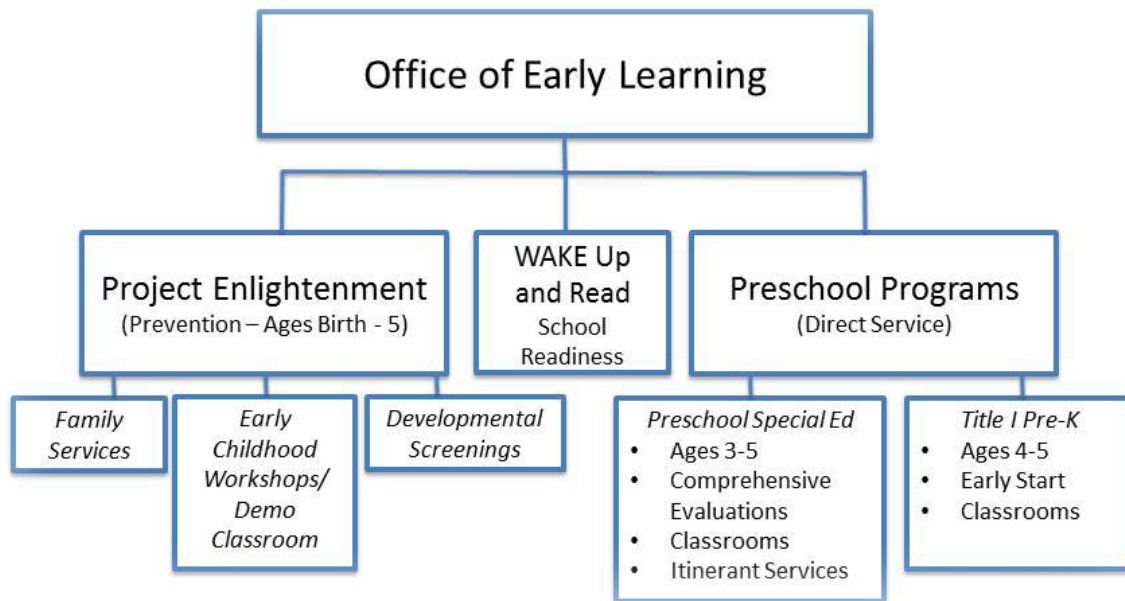 Office of Early Learning
Project Enlightenment
(Prevention – Ages Birth - 5)
WAKE Up
and Read
School
Readiness
Preschool Programs
(Direct Service)
Family
Services
Early
Childhood
Workshops/
Demo
Classroom
Developmental
Screenings
Preschool Special Ed
• Ages 3-5
• Comprehensive
Evaluations
• Classrooms
• Itinerant Services
Title I Pre-K
• Ages 4-5
• Early Start
• Classrooms